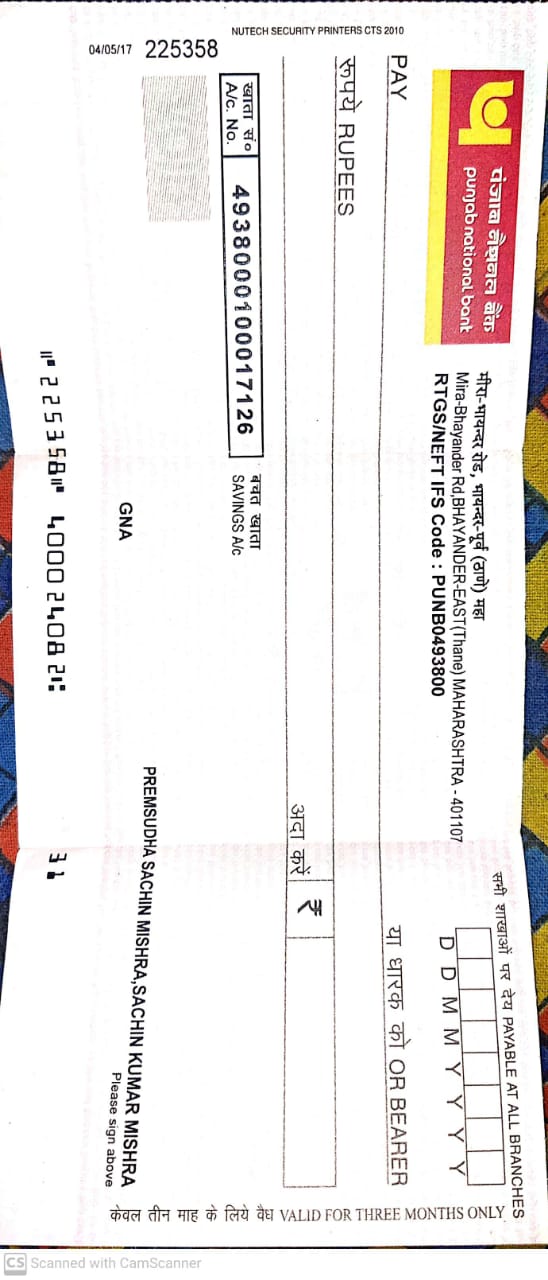 पंजाब नैशनल बैंक
punjab national bank
मीरा-भायन्दर रोड, भायन्दर-पूर्व (ठाणे) महा
Mira-Bhayander Rd,BHAYANDER-EAST(Thane) MAHARASHTRA - 401107
RTGS/NEFT IFS Code : PUNB0493800
सभी शाखाओं पर देय PAYABLE AT ALL BRANCHES
D D M M Y Y Y Y
PAY
या धारक को OR BEARER
रूपये RUPEES
अदा करें ₹
खाता सं०
A/c. No.
4938000100017126
बचत खाता
SAVINGS A/c
NUTECH SECURITY PRINTERS CTS 2010
04/05/17 225358
GNA
PREMSUDHA SACHIN MISHRA,SACHIN KUMAR MISHRA
Please sign above
⑈225358⑈ 400024082⑆ 31
केवल तीन माह के लिये वैध VALID FOR THREE MONTHS ONLY
CS Scanned with CamScanner